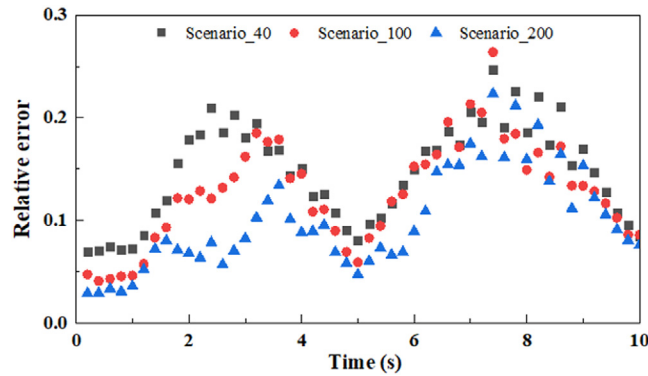 0.3
Scenario_40 Scenario_100 Scenario_200
0.2
Relative error
0.1
0.0
0 2 4 6 8 10
Time (s)